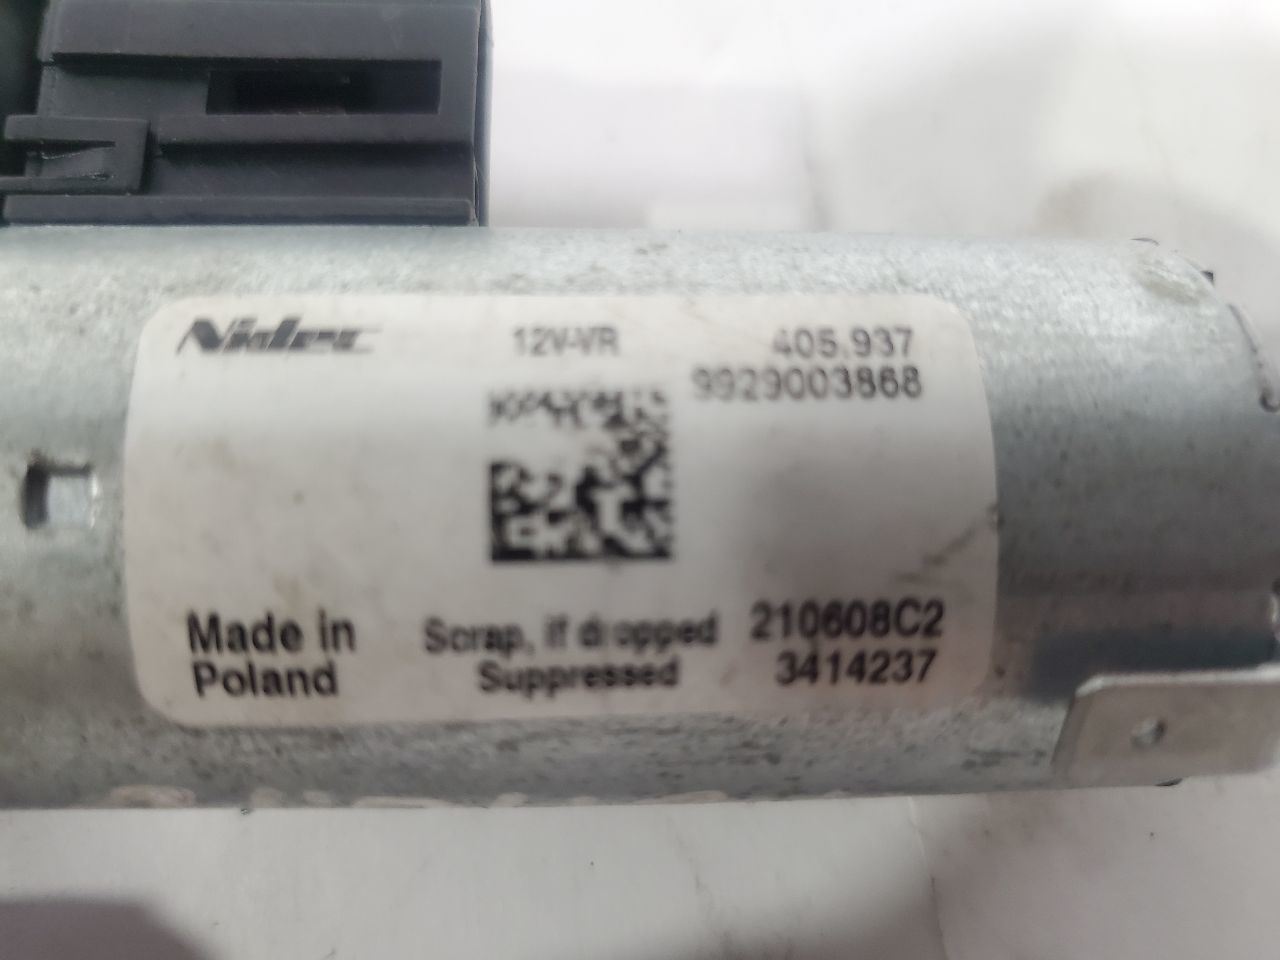 Nidec 12V-VR 405.937
9929003868
Made in Scrap, if dropped 210608C2
Poland Suppressed 3414237